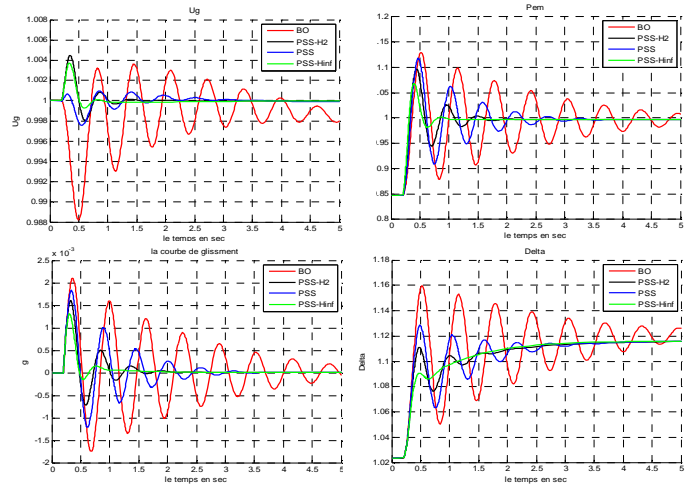 Ug
1.008
1.006
1.004
1.002
1
0.998
0.996
0.994
0.992
0.99
0.988
0 0.5 1 1.5 2 2.5 3 3.5 4 4.5 5
le temps en sec
Ug
BO
PSS-H2
PSS
PSS-Hinf
Pem
1.2
1.15
1.1
1.05
1
0.95
0.9
0.85
0.8
0 0.5 1 1.5 2 2.5 3 3.5 4 4.5 5
le temps en sec
BO
PSS-H2
PSS
PSS-Hinf
la courbe de glissment
x 10-3
2.5
2
1.5
1
0.5
0
-0.5
-1
-1.5
-2
0 0.5 1 1.5 2 2.5 3 3.5 4 4.5 5
le temps en sec
g
BO
PSS-H2
PSS
PSS-Hinf
Delta
1.18
1.16
1.14
1.12
1.1
1.08
1.06
1.04
1.02
0 0.5 1 1.5 2 2.5 3 3.5 4 4.5 5
le temps en sec
Delta
BO
PSS-H2
PSS
PSS-Hinf